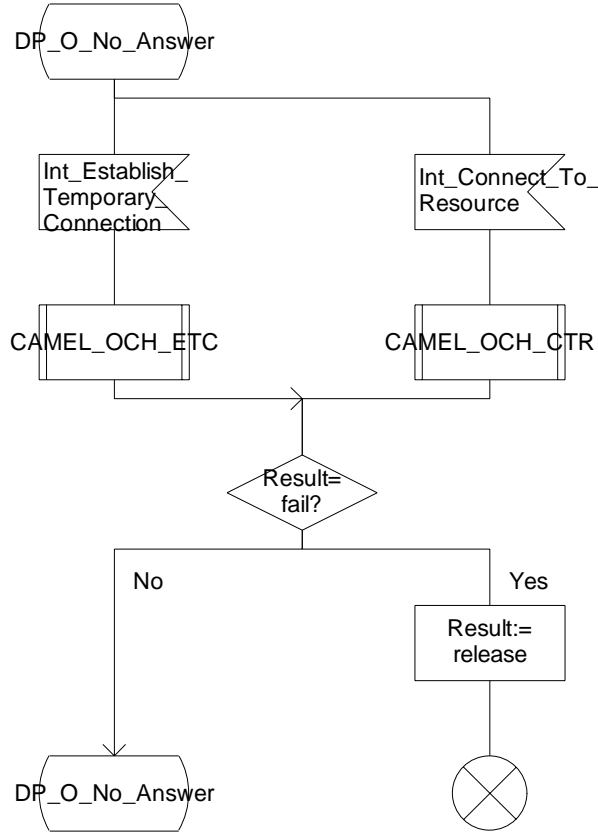 DP_O_No_Answer
Int_Establish_
Temporary_
Connection
Int_Connect_To_
Resource
CAMEL_OCH_ETC
CAMEL_OCH_CTR
Result=
fail?
No
Yes
Result:=
release
DP_O_No_Answer